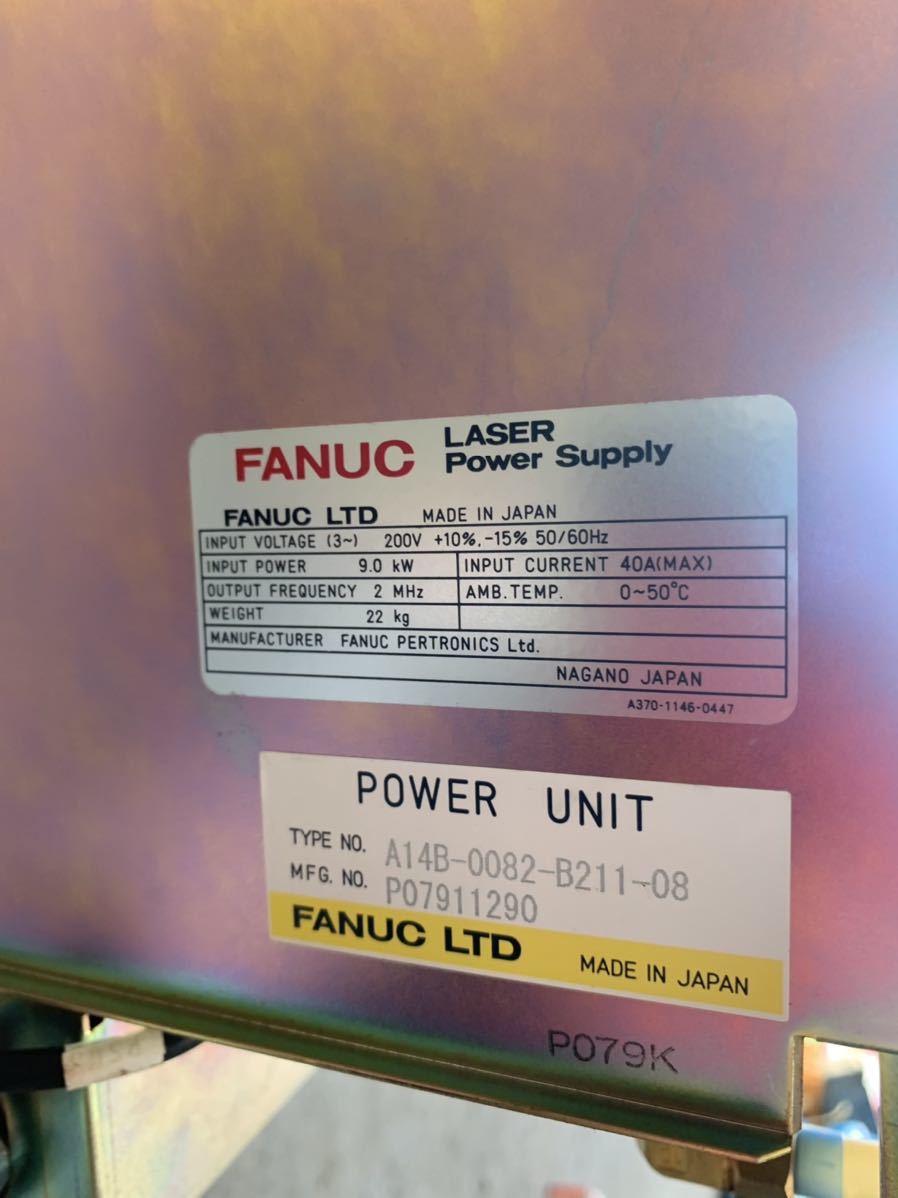 FANUC LASER
Power Supply
FANUC LTD MADE IN JAPAN
INPUT VOLTAGE (3~) 200V +10%,-15% 50/60Hz
INPUT POWER 9.0 kW INPUT CURRENT 40A(MAX)
OUTPUT FREQUENCY 2 MHz AMB.TEMP. 0~50°C
WEIGHT 22 kg
MANUFACTURER FANUC PERTRONICS Ltd.
NAGANO JAPAN
A370-1146-0447
POWER UNIT
TYPE NO. A14B-0082-B211-08
MFG. NO. P07911290
FANUC LTD MADE IN JAPAN
P079K